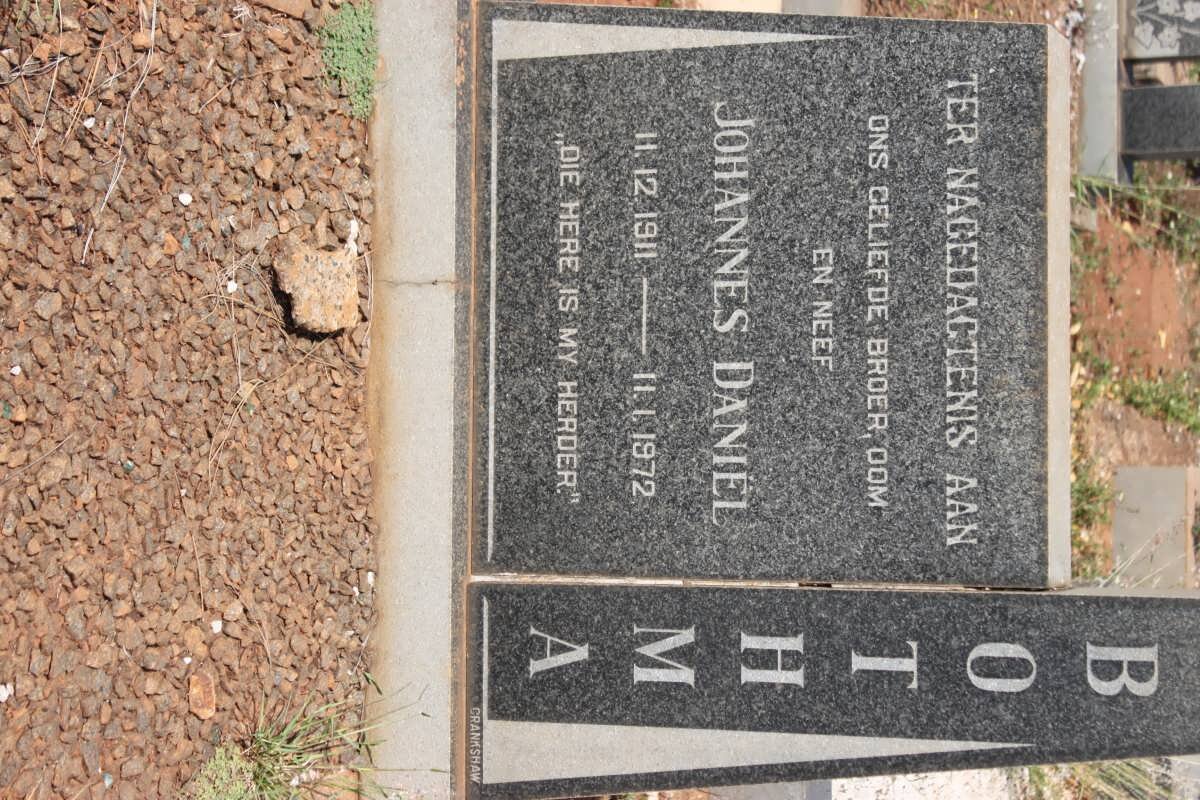 TER NAGEDAGTENIS AAN
ONS GELIEFDE BROER, OOM
EN NEEF
JOHANNES DANIEL
11.12.1911 — 11.1.1972
„DIE HERE IS MY HERDER."
BOTHMA
CRANKSHAW